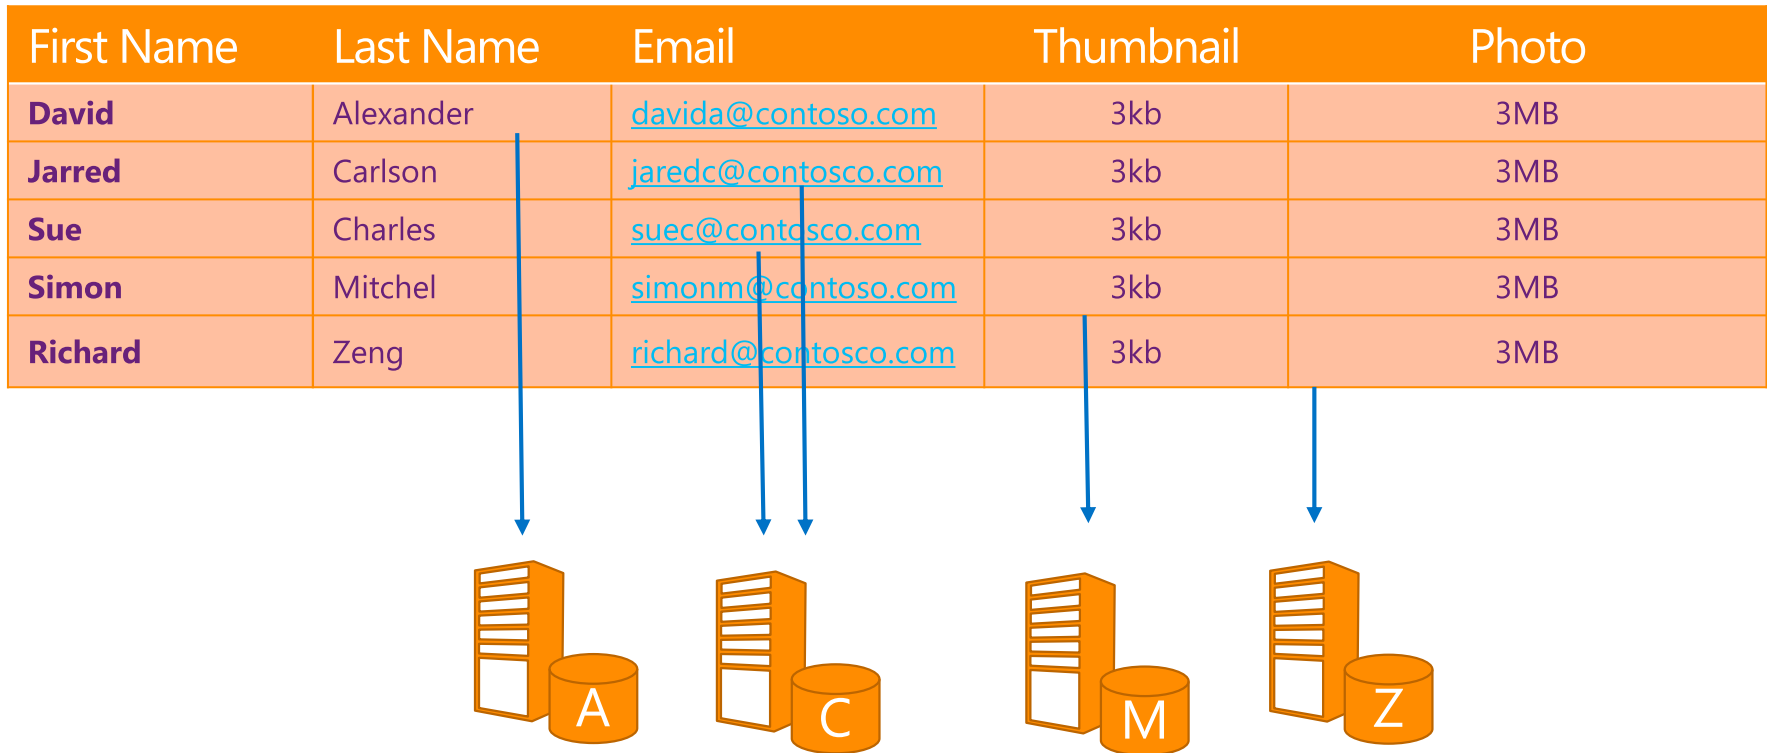 First Name Last Name Email Thumbnail Photo
David Alexander davida@contoso.com 3kb 3MB
Jarred Carlson jaredc@contosco.com 3kb 3MB
Sue Charles suec@contosco.com 3kb 3MB
Simon Mitchel simonm@contoso.com 3kb 3MB
Richard Zeng richard@contosco.com 3kb 3MB
A C M Z